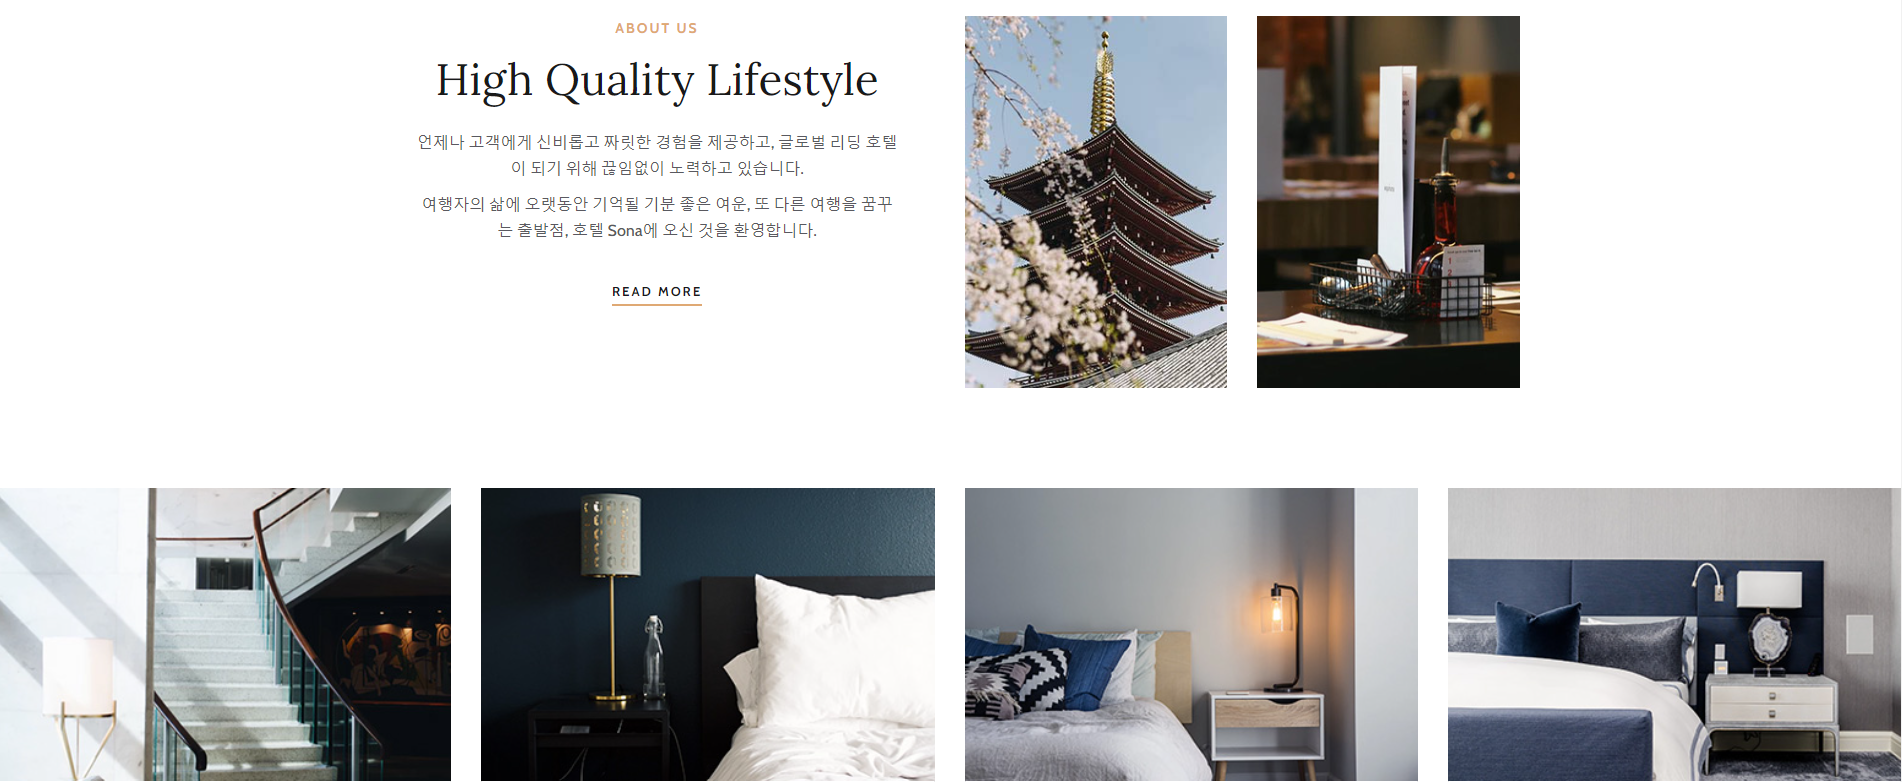 ABOUT US
High Quality Lifestyle
언제나 고객에게 신비롭고 짜릿한 경험을 제공하고, 글로벌 리딩 호텔
이 되기 위해 끊임없이 노력하고 있습니다.
여행자의 삶에 오랫동안 기억될 기분 좋은 여운, 또 다른 여행을 꿈꾸
는 출발점, 호텔 Sona에 오신 것을 환영합니다.
READ MORE